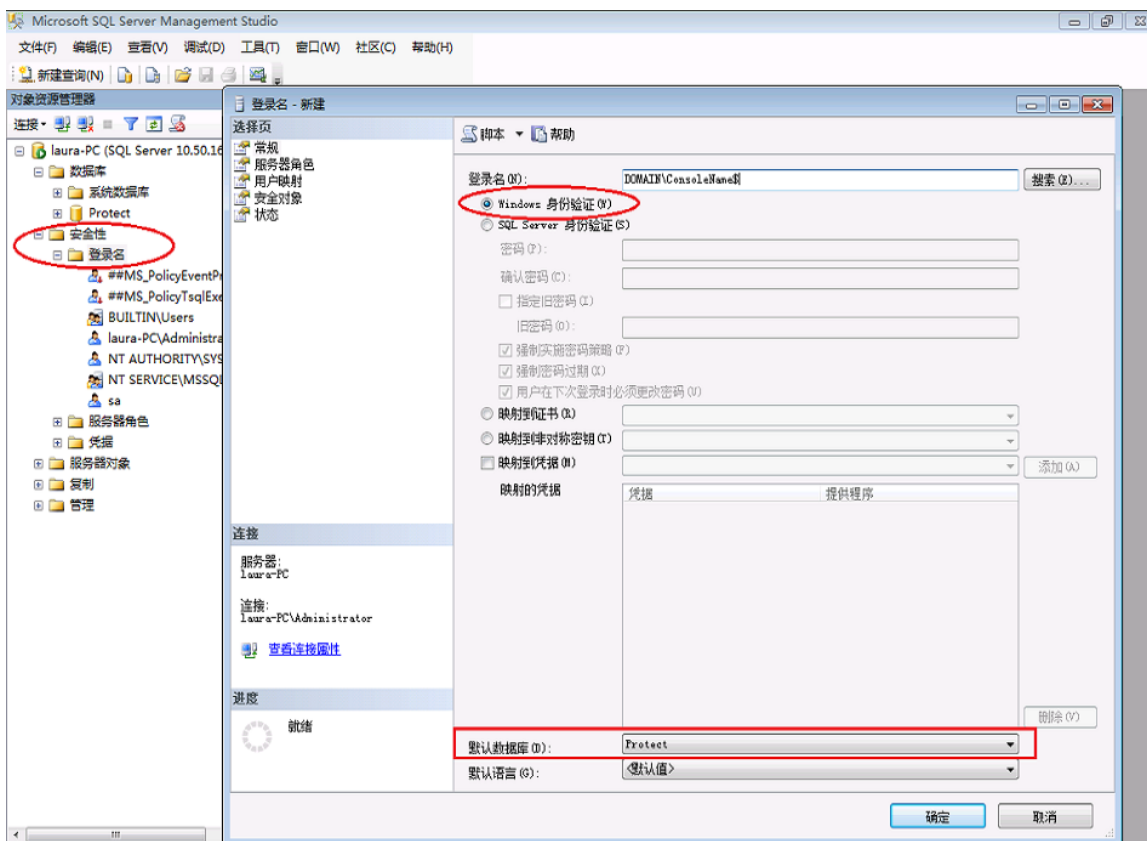 Microsoft SQL Server Management Studio
文件(F) 编辑(E) 查看(V) 调试(D) 工具(T) 窗口(W) 社区(C) 帮助(H)
新建查询(N)
对象资源管理器
连接
laura-PC (SQL Server 10.50.16
数据库
系统数据库
Protect
安全性
登录名
##MS_PolicyEventPr
##MS_PolicyTsqlExe
BUILTIN\Users
laura-PC\Administra
NT AUTHORITY\SYS
NT SERVICE\MSSQL
sa
服务器角色
凭据
服务器对象
复制
管理
登录名 - 新建
选择页
常规
服务器角色
用户映射
安全对象
状态
连接
服务器:
laura-PC
连接:
laura-PC\Administrator
查看连接属性
进度
就绪
脚本 帮助
登录名(N): DOMAIN\ConsoleName$ 搜索(E)...
Windows 身份验证(W)
SQL Server 身份验证(S)
密码(P):
确认密码(C):
指定旧密码(I)
旧密码(O):
强制实施密码策略(F)
强制密码过期(X)
用户在下次登录时必须更改密码(U)
映射到证书(R)
映射到非对称密钥(T)
映射到凭据(M) 添加(A)
映射的凭据 凭据 提供程序
删除(V)
默认数据库(D): Protect
默认语言(G): <默认值>
确定 取消